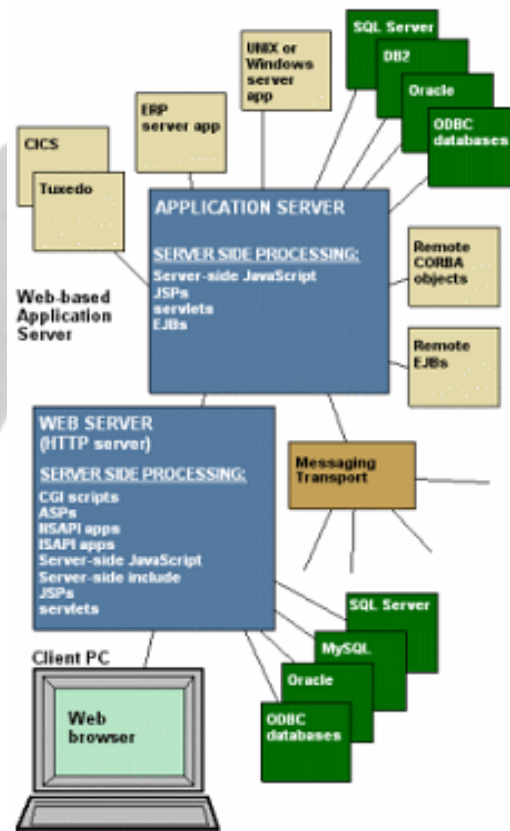 SQL Server
DB2
Oracle
ODBC
databases
UNIX or
Windows
server
app
ERP
server app
CICS
Tuxedo
APPLICATION SERVER
SERVER SIDE PROCESSING:
Server-side JavaScript
JSPs
servlets
EJBs
Remote
CORBA
objects
Remote
EJBs
Web-based
Application
Server
WEB SERVER
(HTTP server)
SERVER SIDE PROCESSING:
CGI scripts
ASPs
NSAPI apps
ISAPI apps
Server-side JavaScript
Server-side include
JSPs
servlets
Messaging
Transport
SQL Server
MySQL
Oracle
ODBC
databases
Client PC
Web
browser